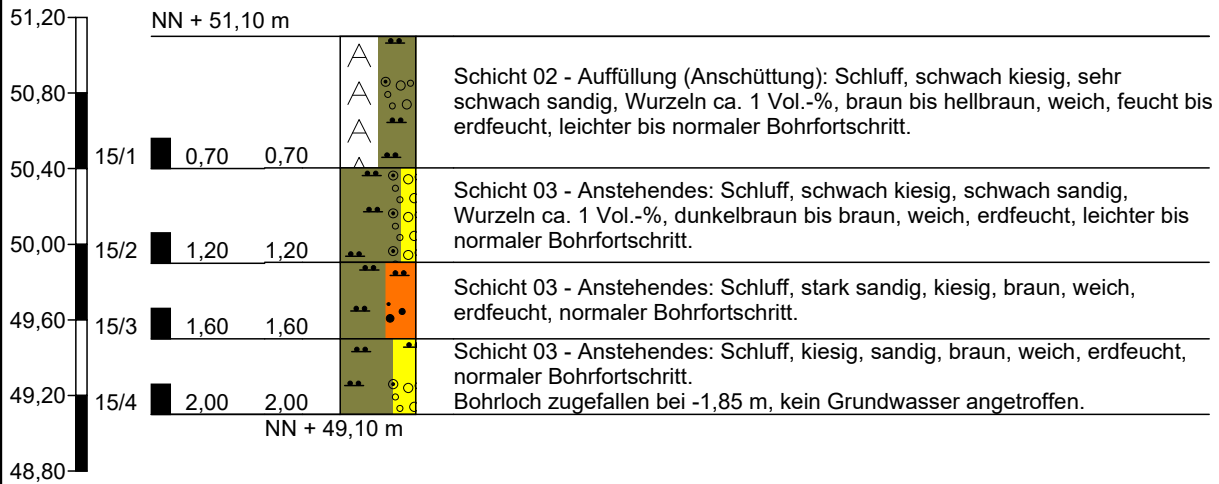 51,20
NN + 51,10 m
A
A
A
A
Schicht 02 - Auffüllung (Anschüttung): Schluff, schwach kiesig, sehr
schwach sandig, Wurzeln ca. 1 Vol.-%, braun bis hellbraun, weich, feucht bis
erdfeucht, leichter bis normaler Bohrfortschritt.
50,80
15/1 0,70 0,70
50,40
Schicht 03 - Anstehendes: Schluff, schwach kiesig, schwach sandig,
Wurzeln ca. 1 Vol.-%, dunkelbraun bis braun, weich, erdfeucht, leichter bis
normaler Bohrfortschritt.
50,00
15/2 1,20 1,20
Schicht 03 - Anstehendes: Schluff, stark sandig, kiesig, braun, weich,
erdfeucht, normaler Bohrfortschritt.
49,60
15/3 1,60 1,60
Schicht 03 - Anstehendes: Schluff, kiesig, sandig, braun, weich, erdfeucht,
normaler Bohrfortschritt.
Bohrloch zugefallen bei -1,85 m, kein Grundwasser angetroffen.
49,20
15/4 2,00 2,00
NN + 49,10 m
48,80